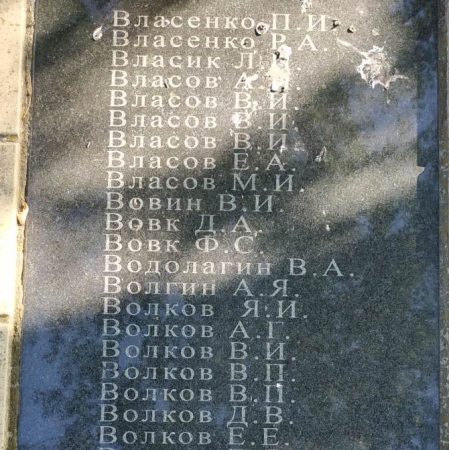 Власенко П.И.
Власенко Р.А.
Власик Л.
Власов А.
Власов В.И.
Власов В.И.
Власов В.И.
Власов Е.А.
Власов М.И.
Вовин В.И.
Вовк Д.А.
Вовк Ф.С.
Водолагин В.А.
Волгин А.Я.
Волков Я.И.
Волков А.Г.
Волков В.И.
Волков В.П.
Волков В.П.
Волков Д.В.
Волков Е.Е.